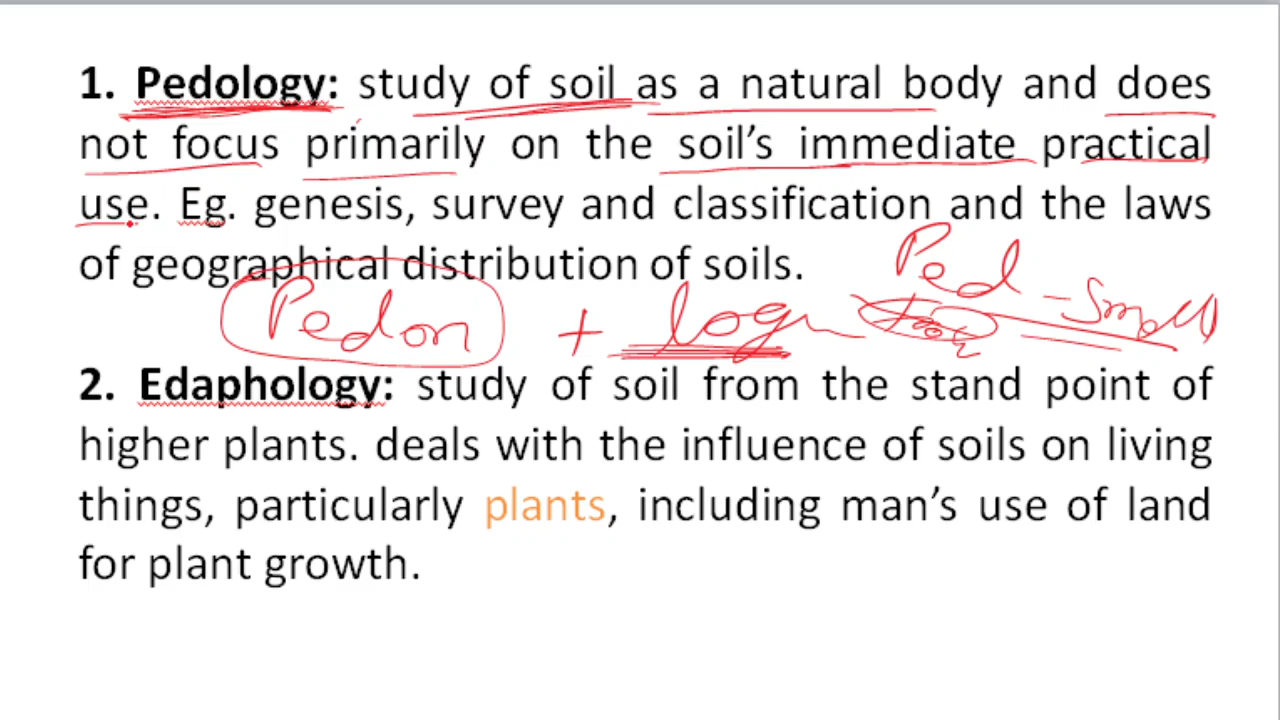 1. Pedology: study of soil as a natural body and does
not focus primarily on the soil's immediate practical
use. Eg. genesis, survey and classification and the laws
of geographical distribution of soils.
Ped - Small
Pedon + logy
2. Edaphology: study of soil from the stand point of
higher plants. deals with the influence of soils on living
things, particularly plants, including man's use of land
for plant growth.